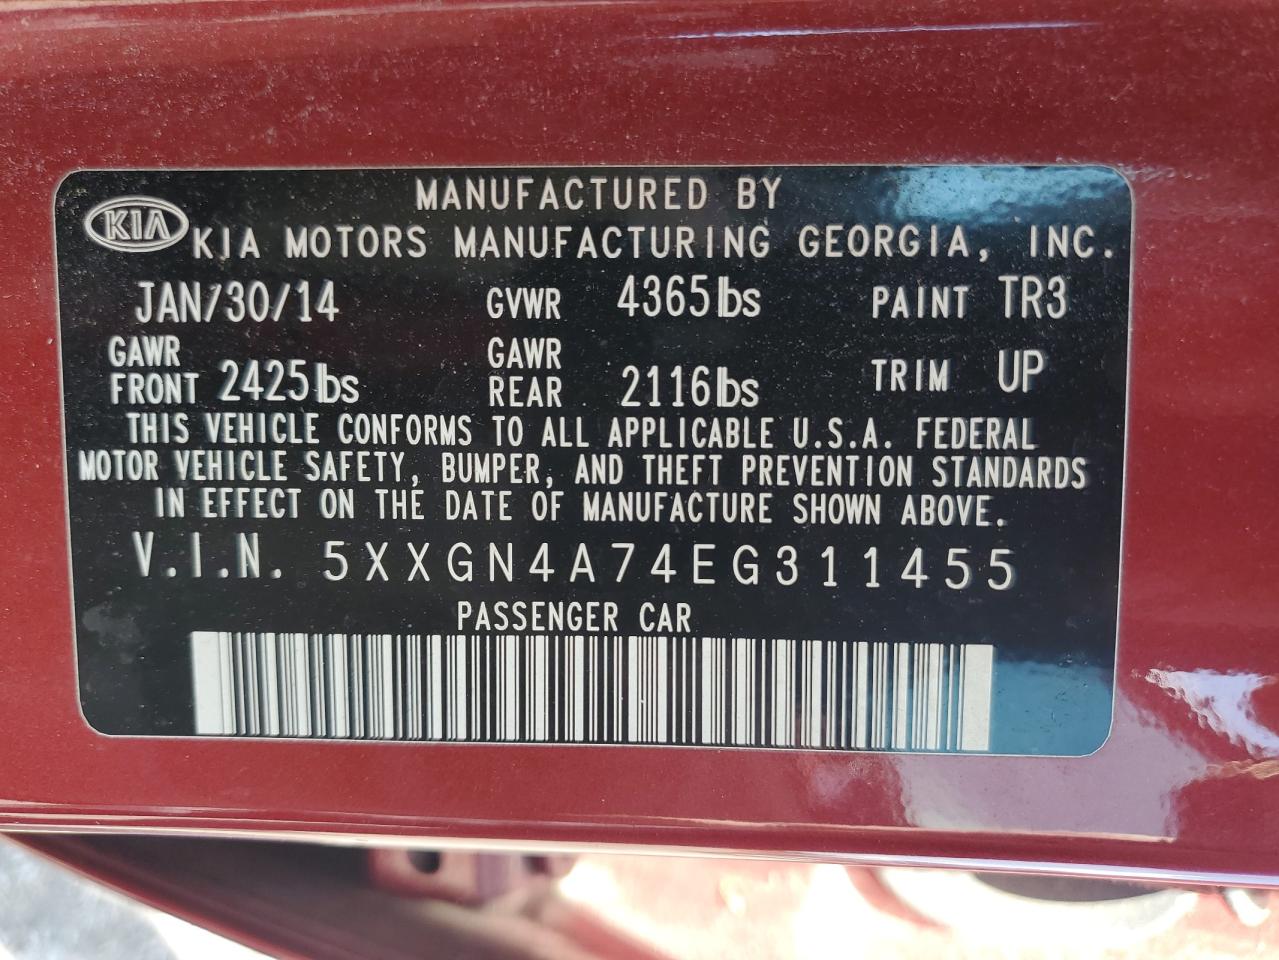 MANUFACTURED BY
KIA KIA MOTORS MANUFACTURING GEORGIA, INC.
JAN/30/14 GVWR 4365lbs PAINT TR3
GAWR FRONT 2425lbs GAWR REAR 2116lbs TRIM UP
THIS VEHICLE CONFORMS TO ALL APPLICABLE U.S.A. FEDERAL
MOTOR VEHICLE SAFETY, BUMPER, AND THEFT PREVENTION STANDARDS
IN EFFECT ON THE DATE OF MANUFACTURE SHOWN ABOVE.
V.I.N. 5XXGN4A74EG311455
PASSENGER CAR